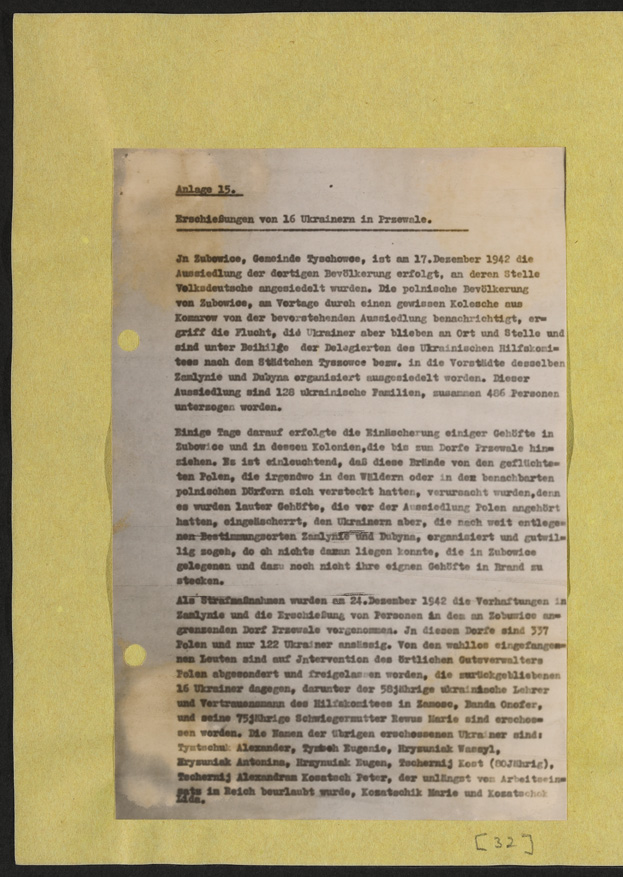 Anlage 15.
Erschießungen von 16 Ukrainern in Przewale.
Jn Zubowice, Gemeinde Tyschowce, ist am 17.Dezember 1942 die
Aussiedlung der dortigen Bevölkerung erfolgt, an deren Stelle
Volksdeutsche angesiedelt wurden. Die polnische Bevölkerung
von Zubowice, am Vortage durch einen gewissen Kolesche aus
Komarow von der bevorstehenden Aussiedlung benachrichtigt, er=
griff die Flucht, die Ukrainer aber blieben an Ort und Stelle und
sind unter Beihilfe der Delegierten des Ukrainischen Hilfskomi=
tees nach dem Städtchen Tyszowce bezw. in die Vorstädte desselben
Zamlynie und Dubyna organisiert ausgesiedelt worden. Dieser
Aussiedlung sind 128 ukrainische Familien, zusammen 486 Personen
unterzogen worden.
Einige Tage darauf erfolgte die Einäscherung einiger Gehöfte in
Zubowice und in dessen Kolonien,die bis zum Dorfe Przewale hin=
ziehen. Es ist einleuchtend, daß diese Brände von den geflüchte=
ten Polen, die irgendwo in den Wäldern oder in den benachbarten
polnischen Dörfern sich versteckt hatten, verursacht wurden,denn
es wurden lauter Gehöfte, die vor der Aussiedlung Polen angehört
hatten, eingeäschert, den Ukrainern aber, die nach weit entlege=
nen Bestimmungsorten Zamlynie und Dubyna, organisiert und gutwil=
lig zogeh, do oh nichts daran liegen konnte, die in Zubowice
gelegenen und dazu noch nicht ihre eignen Gehöfte in Brand zu
stecken.
Als Strafmaßnahmen wurden am 24.Dezember 1942 die Verhaftungen in
Zamlynie und die Erschießung von Personen in dem an Zubowice an=
grenzenden Dorf Przewale vorgenommen. Jn diesem Dorfe sind 337
Polen und nur 122 Ukrainer ansässig. Von den wahllos eingefange=
nen Leuten sind auf Jntervention des örtlichen Gutsverwalters
Polen abgesondert und freigelassen worden, die zurückgebliebenen
16 Ukrainer dagegen, darunter der 58jährige ukrainische Lehrer
und Vertrauensmann des Hilfskomitees in Zamosc, Panda Onofer,
und seine 75jährige Schwiegermutter Rewus Marie sind erschos=
sen worden. Die Namen der übrigen erschossenen Ukrainer sind:
Tystschuk Alexander, Eugenie, Hrysuniak Wassyl,
Hrysuniak Antonina, Hrzyniak Eugen, Tschernij Kost (80Jährig),
Tschernij Alexandra, Kosatsch Peter, der unlängst von Arbeitsein=
satz in Reich beurlaubt wurde, Kosatschik Marie und Kosatschek
Lida.
[32]